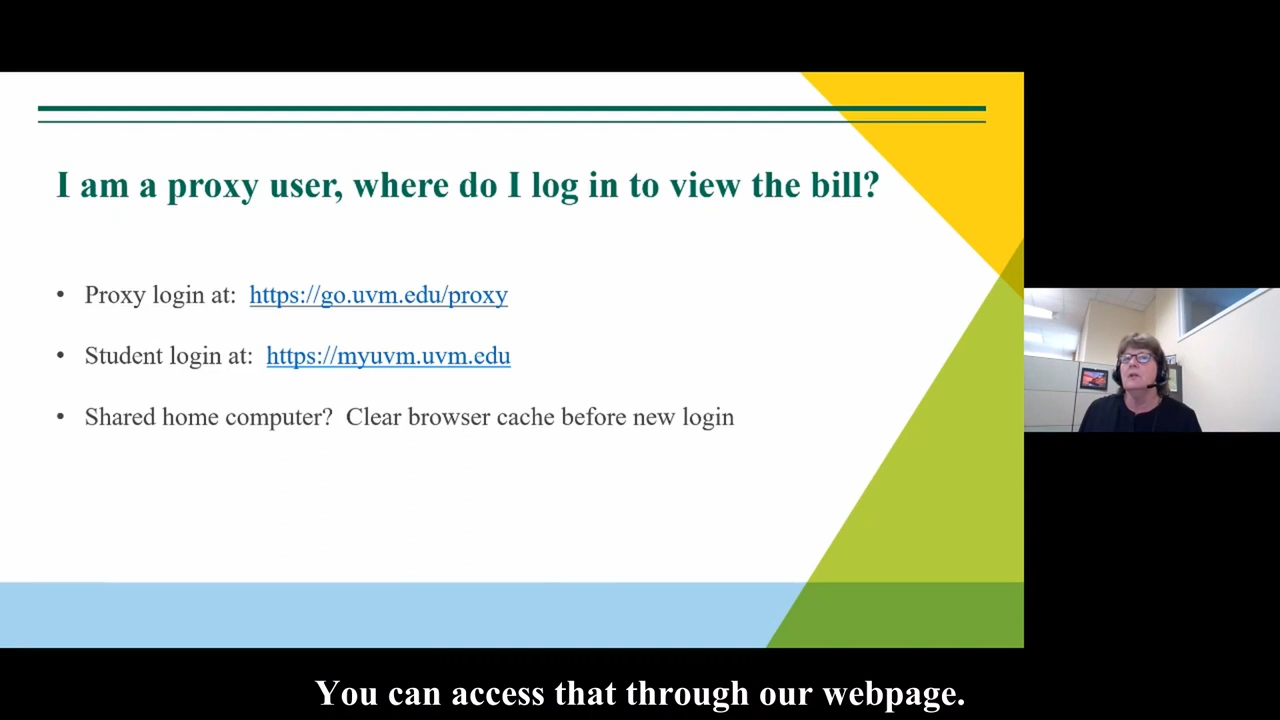 I am a proxy user, where do I log in to view the bill?
• Proxy login at: https://go.uvm.edu/proxy
• Student login at: https://myuvm.uvm.edu
• Shared home computer? Clear browser cache before new login
You can access that through our webpage.